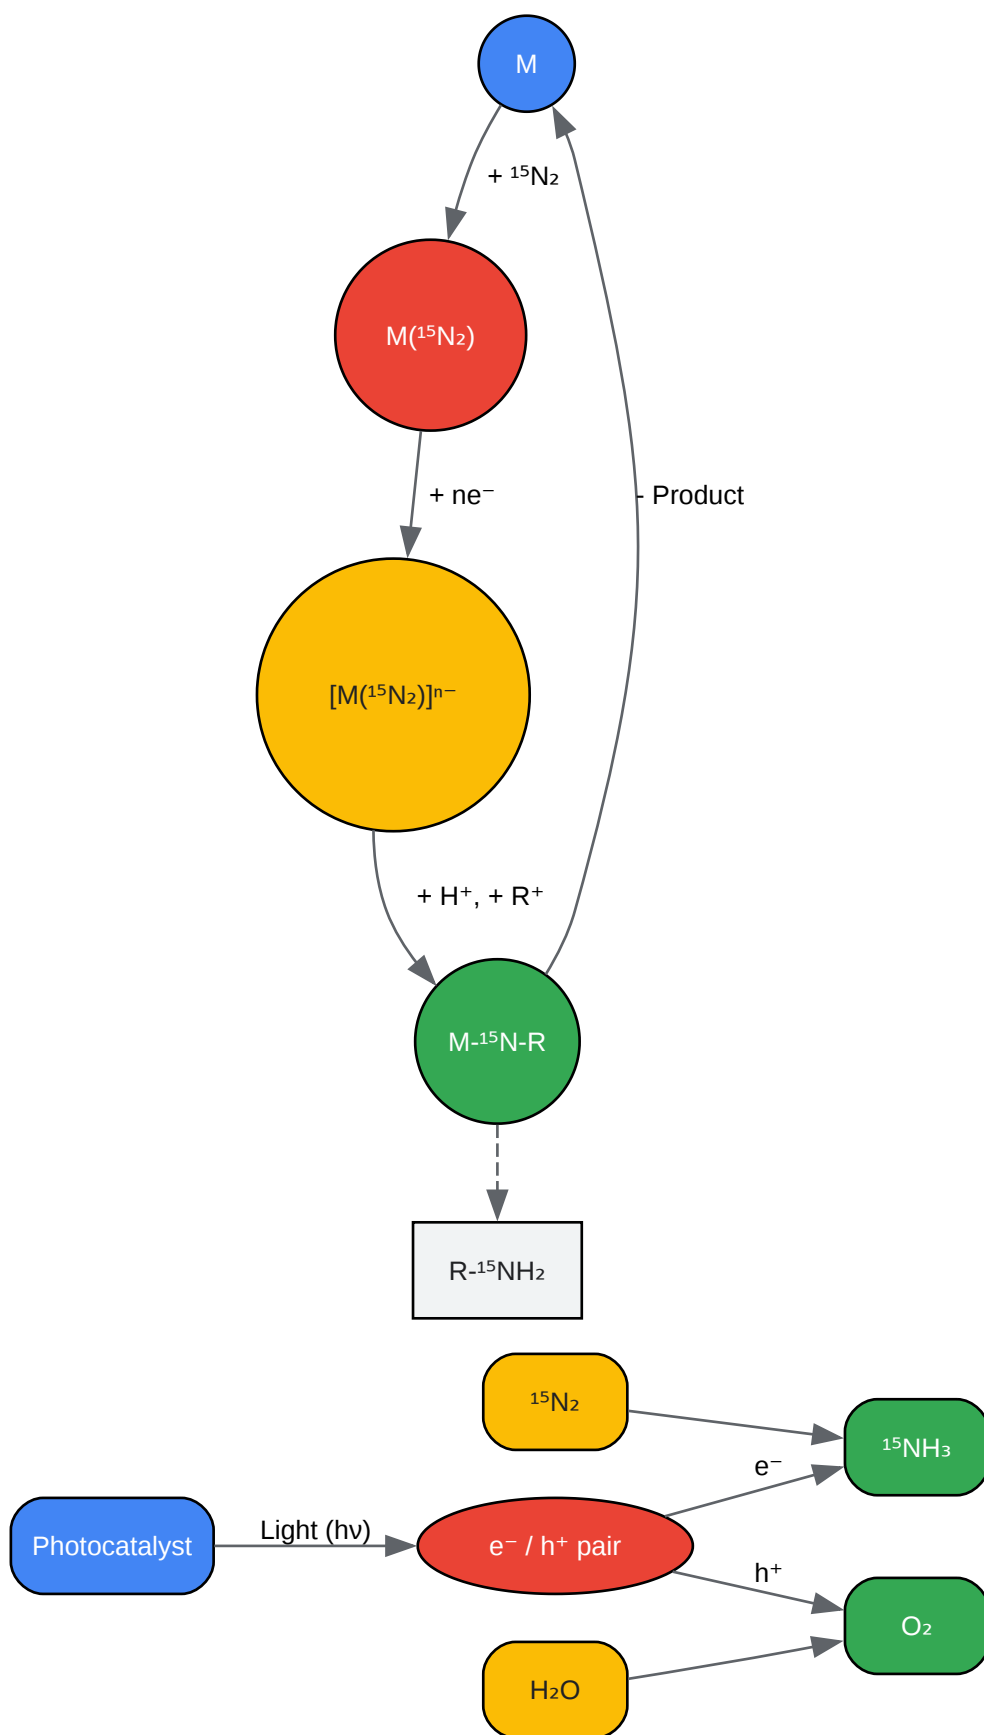 M
+ ¹⁵N₂
M(¹⁵N₂)
+ ne⁻
- Product
[M(¹⁵N₂)]ⁿ⁻
+ H⁺, + R⁺
M-¹⁵N-R
R-¹⁵NH₂
¹⁵N₂
¹⁵NH₃
e⁻
Photocatalyst
Light (hν)
e⁻ / h⁺ pair
h⁺
O₂
H₂O